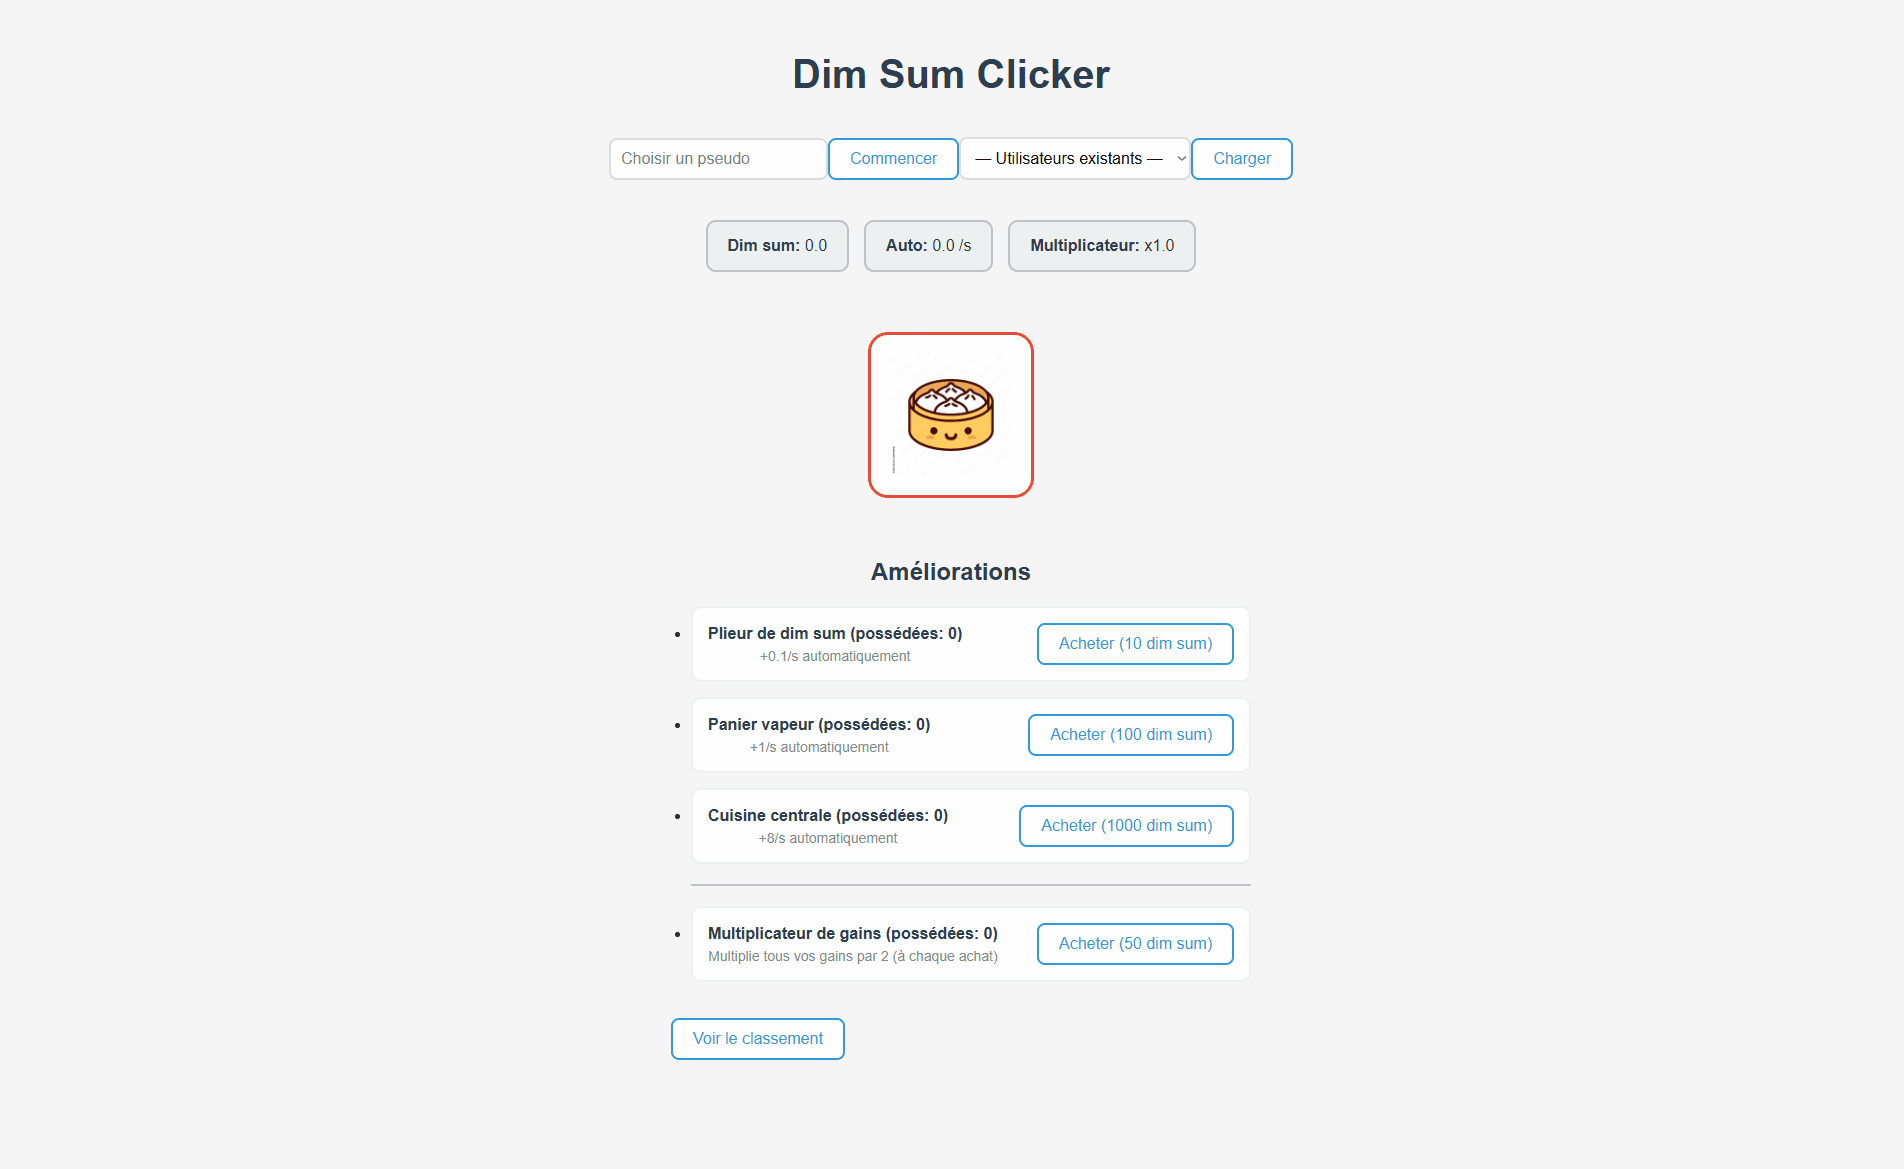 Dim Sum Clicker
Choisir un pseudo Commencer — Utilisateurs existants — Charger
Dim sum: 0.0 Auto: 0.0 /s Multiplicateur: x1.0
Améliorations
Plieur de dim sum (possédées: 0)
+0.1/s automatiquement
Acheter (10 dim sum)
Panier vapeur (possédées: 0)
+1/s automatiquement
Acheter (100 dim sum)
Cuisine centrale (possédées: 0)
+8/s automatiquement
Acheter (1000 dim sum)
Multiplicateur de gains (possédées: 0)
Multiplie tous vos gains par 2 (à chaque achat)
Acheter (50 dim sum)
Voir le classement